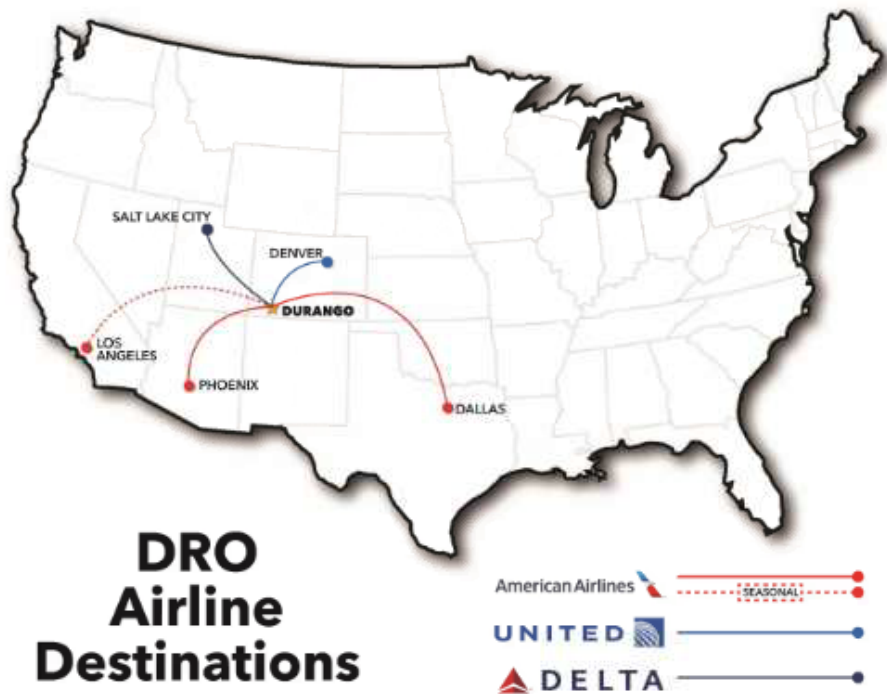 SALT LAKE CITY
DENVER
DURANGO
LOS
ANGELES
PHOENIX
DALLAS
DRO
Airline
Destinations
American Airlines
SEASONAL
UNITED
DELTA